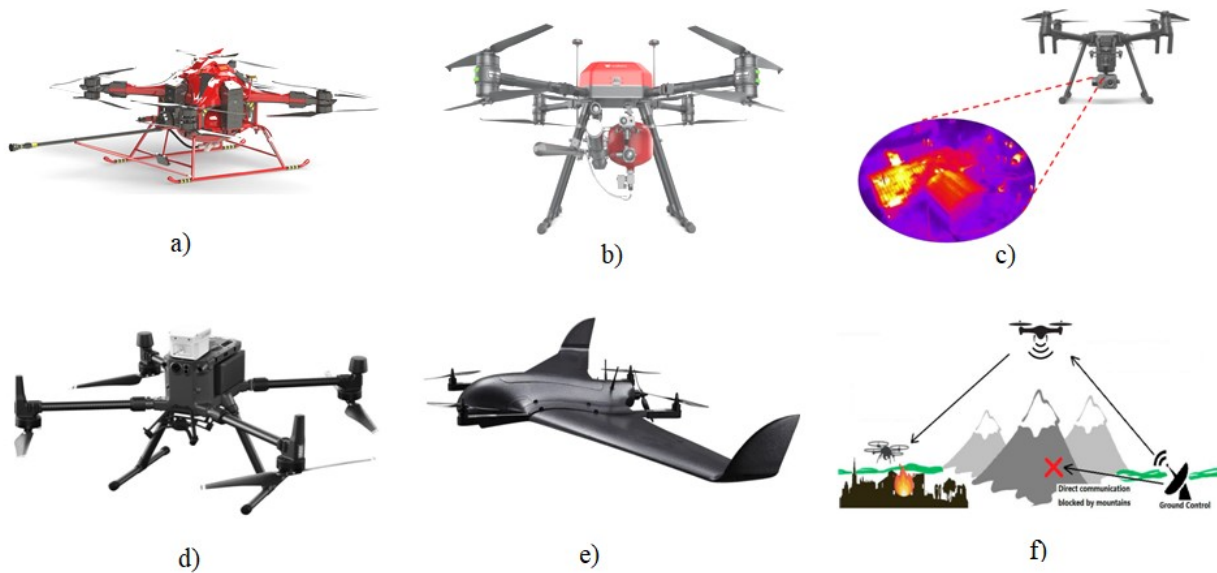 a)
b)
c)
d)
e)
Direct communication
blocked by mountains
Ground Control
f)